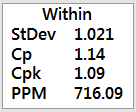 Within
StDev 1.021
Cp 1.14
Cpk 1.09
PPM 716.09